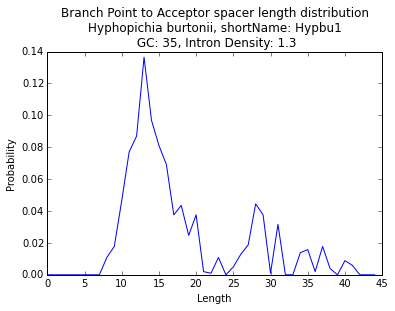 Branch Point to Acceptor spacer length distribution
Hyphopichia burtonii, shortName: Hypbu1
GC: 35, Intron Density: 1.3
0.14
0.12
0.10
0.08
0.06
0.04
0.02
0.00
Probability
0 5 10 15 20 25 30 35 40 45
Length